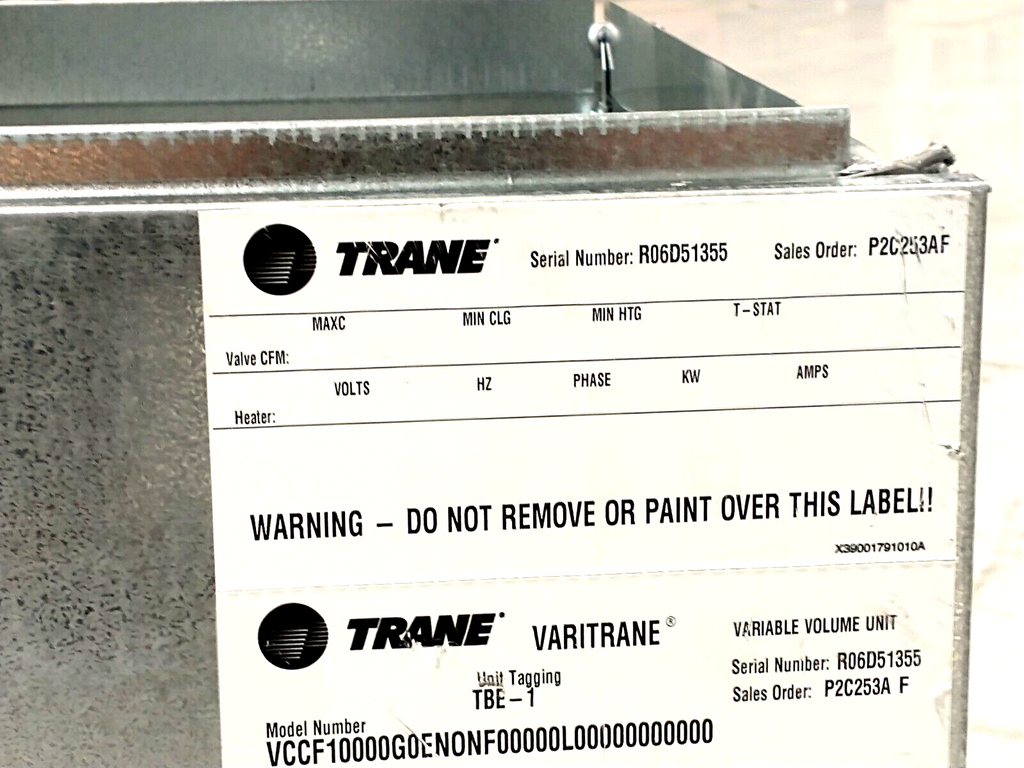 TRANE Serial Number: R06D51355 Sales Order: P2C253AF
MAXC MIN CLG MIN HTG T-STAT
Valve CFM:
VOLTS HZ PHASE KW AMPS
Heater:
WARNING – DO NOT REMOVE OR PAINT OVER THIS LABEL!!
X39001791010A
TRANE VARITRANE® VARIABLE VOLUME UNIT
Serial Number: R06D51355
Unit Tagging
Sales Order: P2C253A F
TBE-1
Model Number
VCCF10000G0ENONF00000L00000000000